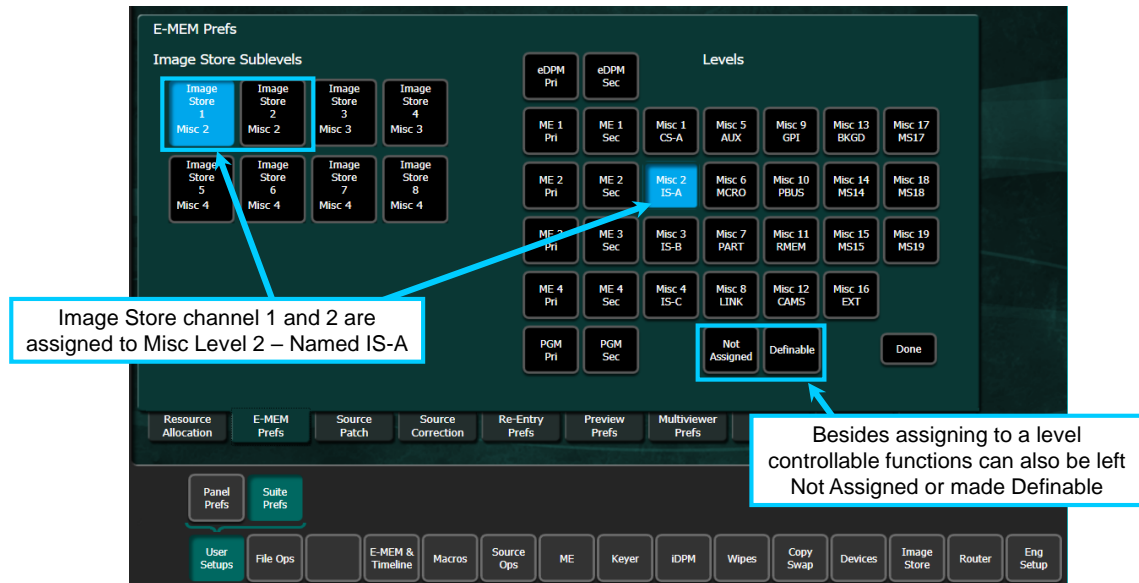 E-MEM Prefs
Image Store Sublevels
Levels
Image
Store
1
Misc 2
Image
Store
2
Misc 2
Image
Store
3
Misc 3
Image
Store
4
Misc 3
Image
Store
5
Misc 4
Image
Store
6
Misc 4
Image
Store
7
Misc 4
Image
Store
8
Misc 4
eDPM
Pri
eDPM
Sec
ME 1
Pri
ME 1
Sec
Misc 1
CS-A
Misc 5
AUX
Misc 9
GPI
Misc 13
BKGD
Misc 17
MS17
ME 2
Pri
ME 2
Sec
Misc 2
IS-A
Misc 6
MCRO
Misc 10
PBUS
Misc 14
MS14
Misc 18
MS18
ME
Pri
ME 3
Sec
Misc 3
IS-B
Misc 7
PART
Misc 11
RMEM
Misc 15
MS15
Misc 19
MS19
ME 4
Pri
ME 4
Sec
Misc 4
IS-C
Misc 8
LINK
Misc 12
CAMS
Misc 16
EXT
PGM
Pri
PGM
Sec
Not
Assigned
Definable
Done
Image Store channel 1 and 2 are
assigned to Misc Level 2 – Named IS-A
Besides assigning to a level
controllable functions can also be left
Not Assigned or made Definable
Resource
Allocation
E-MEM
Prefs
Source
Patch
Source
Correction
Re-Entry
Prefs
Preview
Prefs
Multiviewer
Prefs
Panel
Prefs
Suite
Prefs
User
Setups
File Ops
E-MEM &
Timeline
Macros
Source
Ops
ME
Keyer
iDPM
Wipes
Copy
Swap
Devices
Image
Store
Router
Eng
Setup